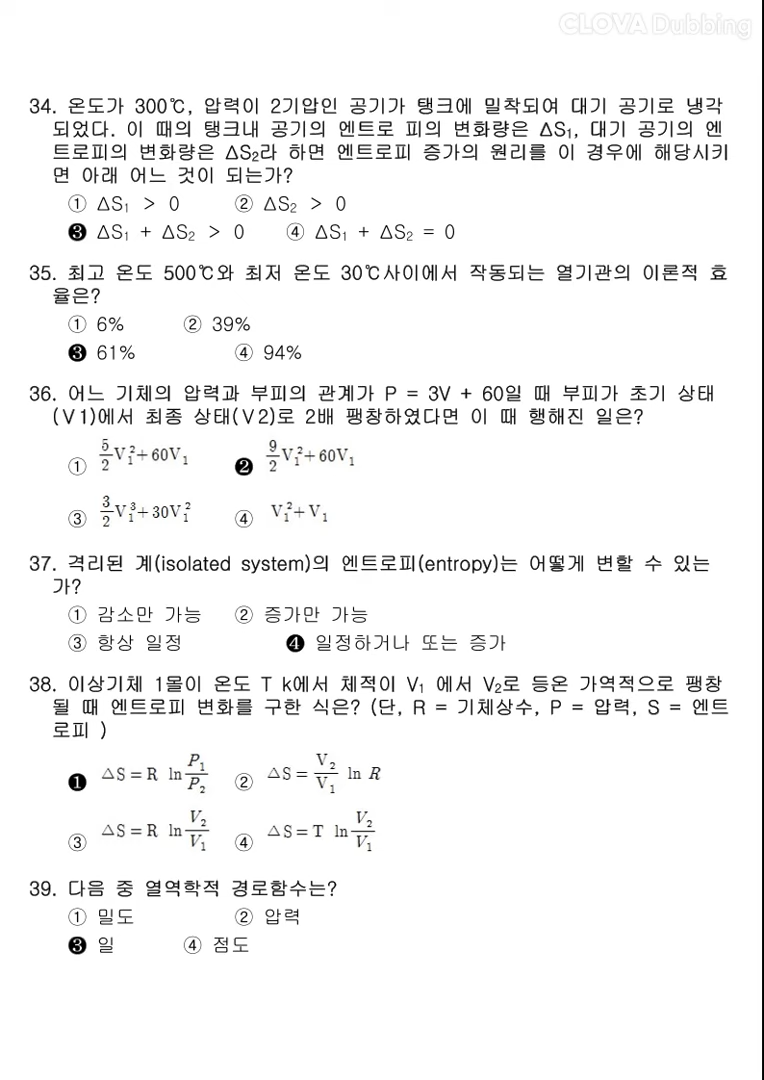 CLOVA Dubbing
34. 온도가 300℃, 압력이 2기압인 공기가 탱크에 밀착되여 대기 공기로 냉각
되었다. 이 때의 탱크내 공기의 엔트로 피의 변화량은 ΔS₁, 대기 공기의 엔
트로피의 변화량은 ΔS₂라 하면 엔트로피 증가의 원리를 이 경우에 해당시키
면 아래 어느 것이 되는가?
① ΔS₁ > 0 ② ΔS₂ > 0
❸ ΔS₁ + ΔS₂ > 0 ④ ΔS₁ + ΔS₂ = 0
35. 최고 온도 500℃와 최저 온도 30℃사이에서 작동되는 열기관의 이론적 효
율은?
① 6% ② 39%
❸ 61% ④ 94%
36. 어느 기체의 압력과 부피의 관계가 P = 3V + 60일 때 부피가 초기 상태
(V1)에서 최종 상태(V2)로 2배 팽창하였다면 이 때 행해진 일은?
① 5/2 V₁²+60V₁ ❷ 9/2 V₁²+60V₁
③ 3/2 V₁³+30V₁² ④ V₁²+V₁
37. 격리된 계(isolated system)의 엔트로피(entropy)는 어떻게 변할 수 있는
가?
① 감소만 가능 ② 증가만 가능
③ 항상 일정 ❹ 일정하거나 또는 증가
38. 이상기체 1몰이 온도 T k에서 체적이 V₁ 에서 V₂로 등온 가역적으로 팽창
될 때 엔트로피 변화를 구한 식은? (단, R = 기체상수, P = 압력, S = 엔트
로피 )
❶ ΔS = R ln P₁/P₂ ② ΔS = V₂/V₁ ln R
③ ΔS = R ln V₂/V₁ ④ ΔS = T ln V₂/V₁
39. 다음 중 열역학적 경로함수는?
① 밀도 ② 압력
❸ 일 ④ 점도